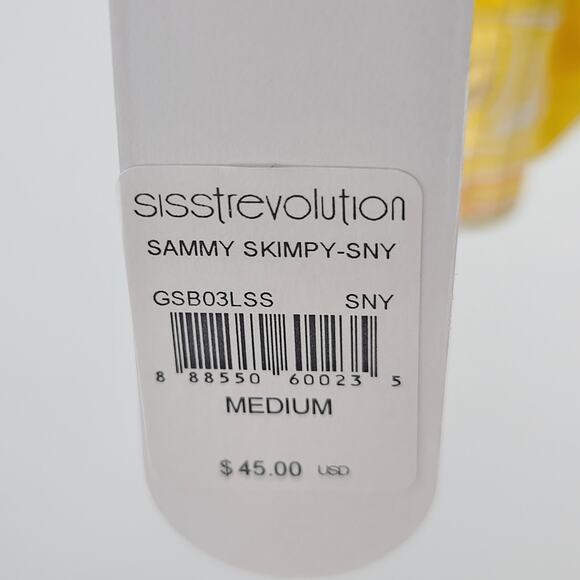 sisstrevolution
SAMMY SKIMPY-SNY
GSB03LSS SNY
8 88550 60023 5
MEDIUM
$45.00 USD